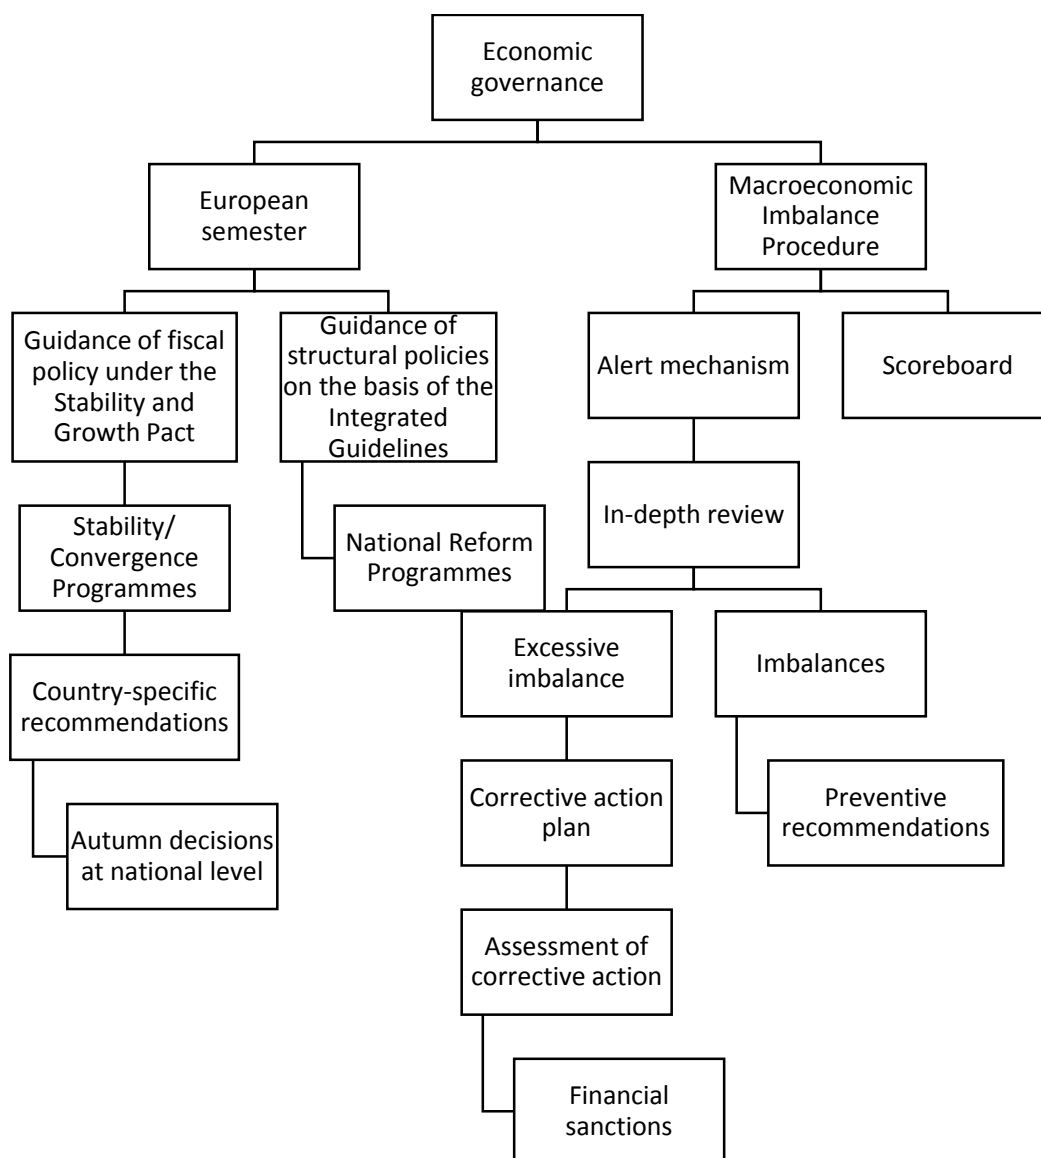 Economic
governance
European
semester
Macroeconomic
Imbalance
Procedure
Guidance of fiscal
policy under the
Stability and
Growth Pact
Guidance of
structural policies
on the basis of the
Integrated
Guidelines
Alert mechanism
Scoreboard
Stability/
Convergence
Programmes
National Reform
Programmes
In-depth review
Country-specific
recommendations
Excessive
imbalance
Imbalances
Autumn decisions
at national level
Corrective action
plan
Preventive
recommendations
Assessment of
corrective action
Financial
sanctions